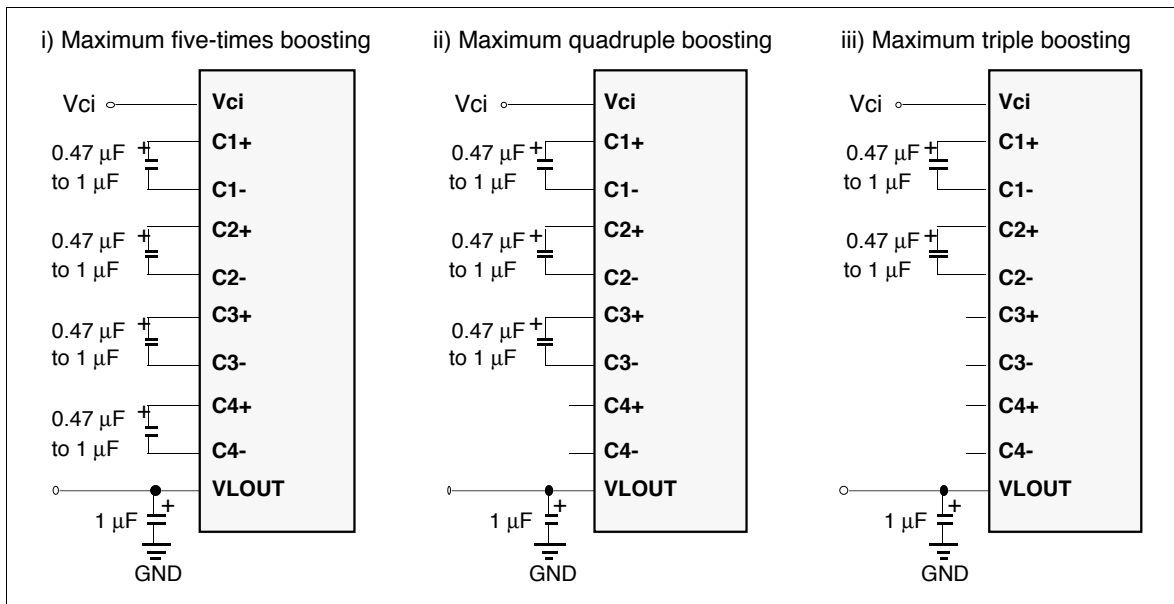 i) Maximum five-times boosting
Vci
Vci
C1+
0.47 µF
+
to 1 µF
C1-
C2+
0.47 µF
+
to 1 µF
C2-
C3+
0.47 µF
+
to 1 µF
C3-
C4+
0.47 µF
+
to 1 µF
C4-
VLOUT
+
1 µF
GND
ii) Maximum quadruple boosting
Vci
Vci
C1+
0.47 µF
+
to 1 µF
C1-
C2+
0.47 µF
+
to 1 µF
C2-
C3+
0.47 µF
+
to 1 µF
C3-
C4+
C4-
VLOUT
+
1 µF
GND
iii) Maximum triple boosting
Vci
Vci
C1+
0.47 µF
+
to 1 µF
C1-
C2+
0.47 µF
+
to 1 µF
C2-
C3+
C3-
C4+
C4-
VLOUT
+
1 µF
GND